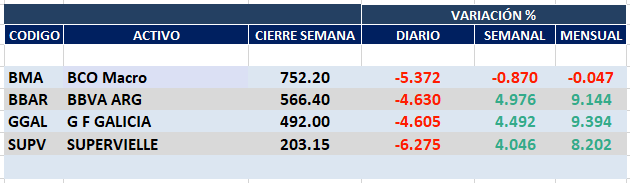 VARIACIÓN %
CODIGO ACTIVO CIERRE SEMANA DIARIO SEMANAL MENSUAL
BMA BCO Macro 752.20 -5.372 -0.870 -0.047
BBAR BBVA ARG 566.40 -4.630 4.976 9.144
GGAL G F GALICIA 492.00 -4.605 4.492 9.394
SUPV SUPERVIELLE 203.15 -6.275 4.046 8.202